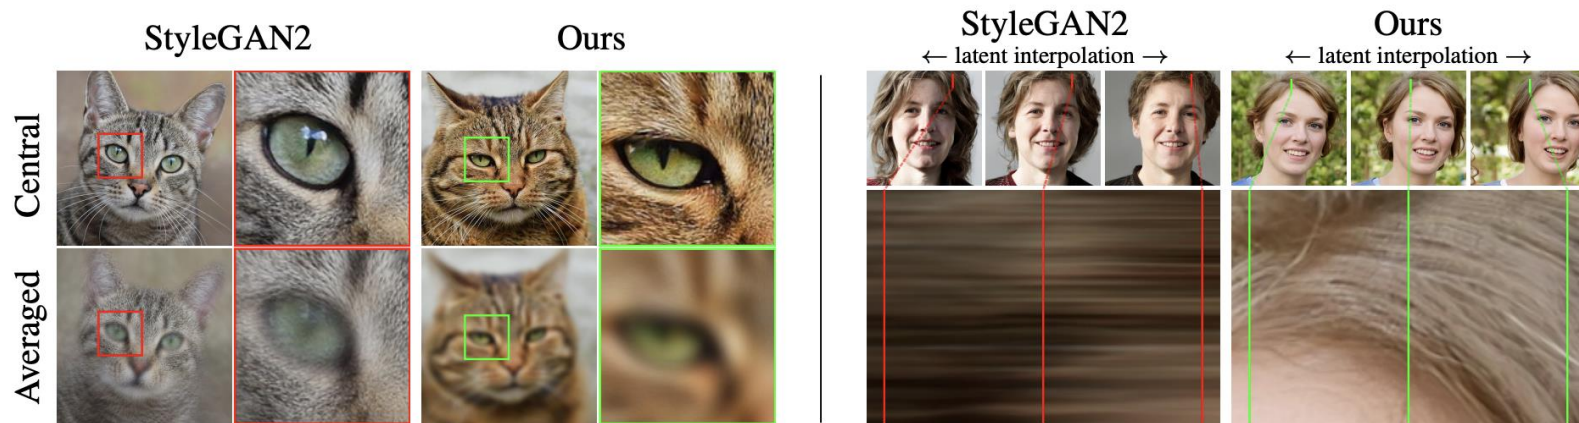 StyleGAN2
Ours
Central
Averaged
StyleGAN2
← latent interpolation →
Ours
← latent interpolation →